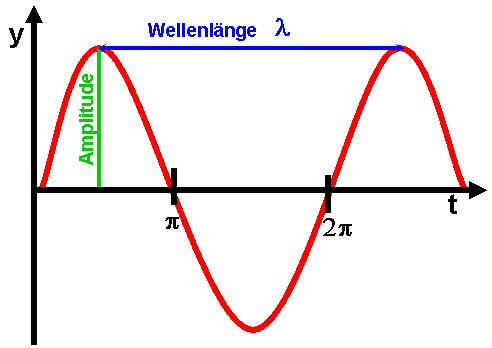 y
Wellenlänge λ
Amplitude
t
π
2π